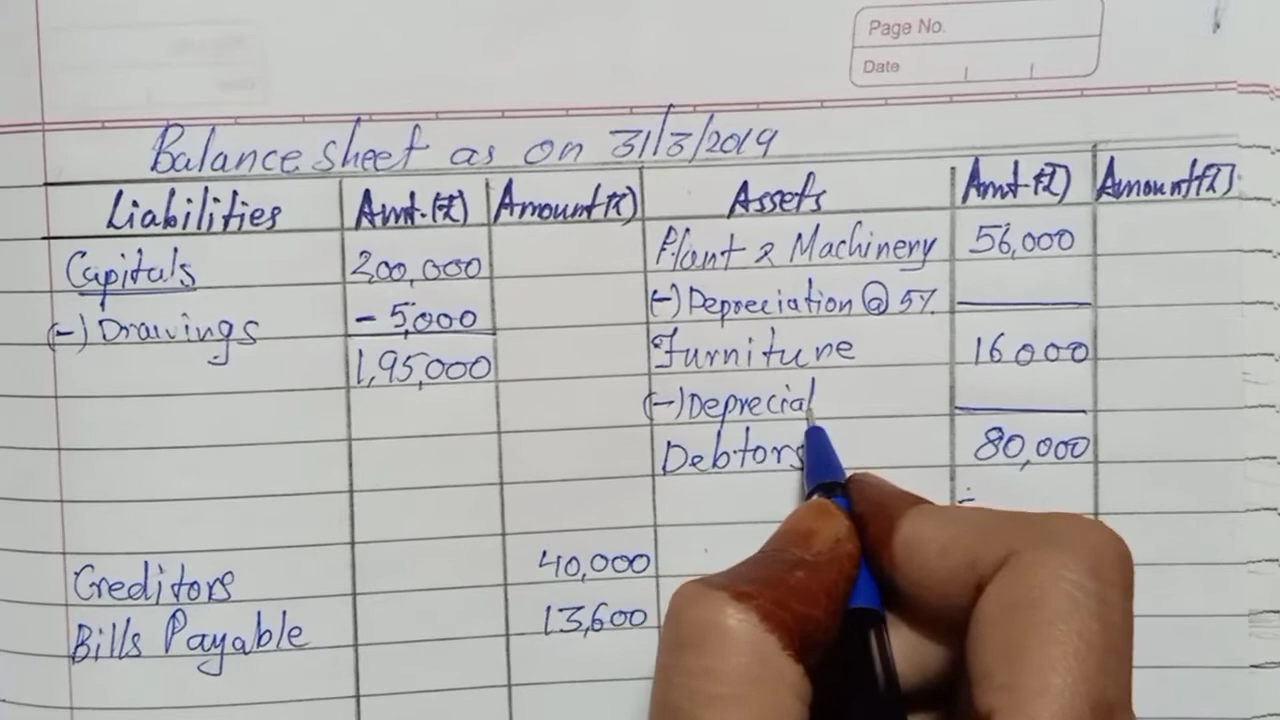 Page No.
Date
Balance sheet as on 31/3/2019
Liabilities Amt.(₹) Amount(₹) Assets Amt.(₹) Amount(₹)
Capitals 200,000 Plant & Machinery 56,000
(-) Drawings - 5,000 (-) Depreciation @ 5%
1,95,000 Furniture 16000
(-) Depreciat
Debtors 80,000
Creditors 40,000
Bills Payable 13,600